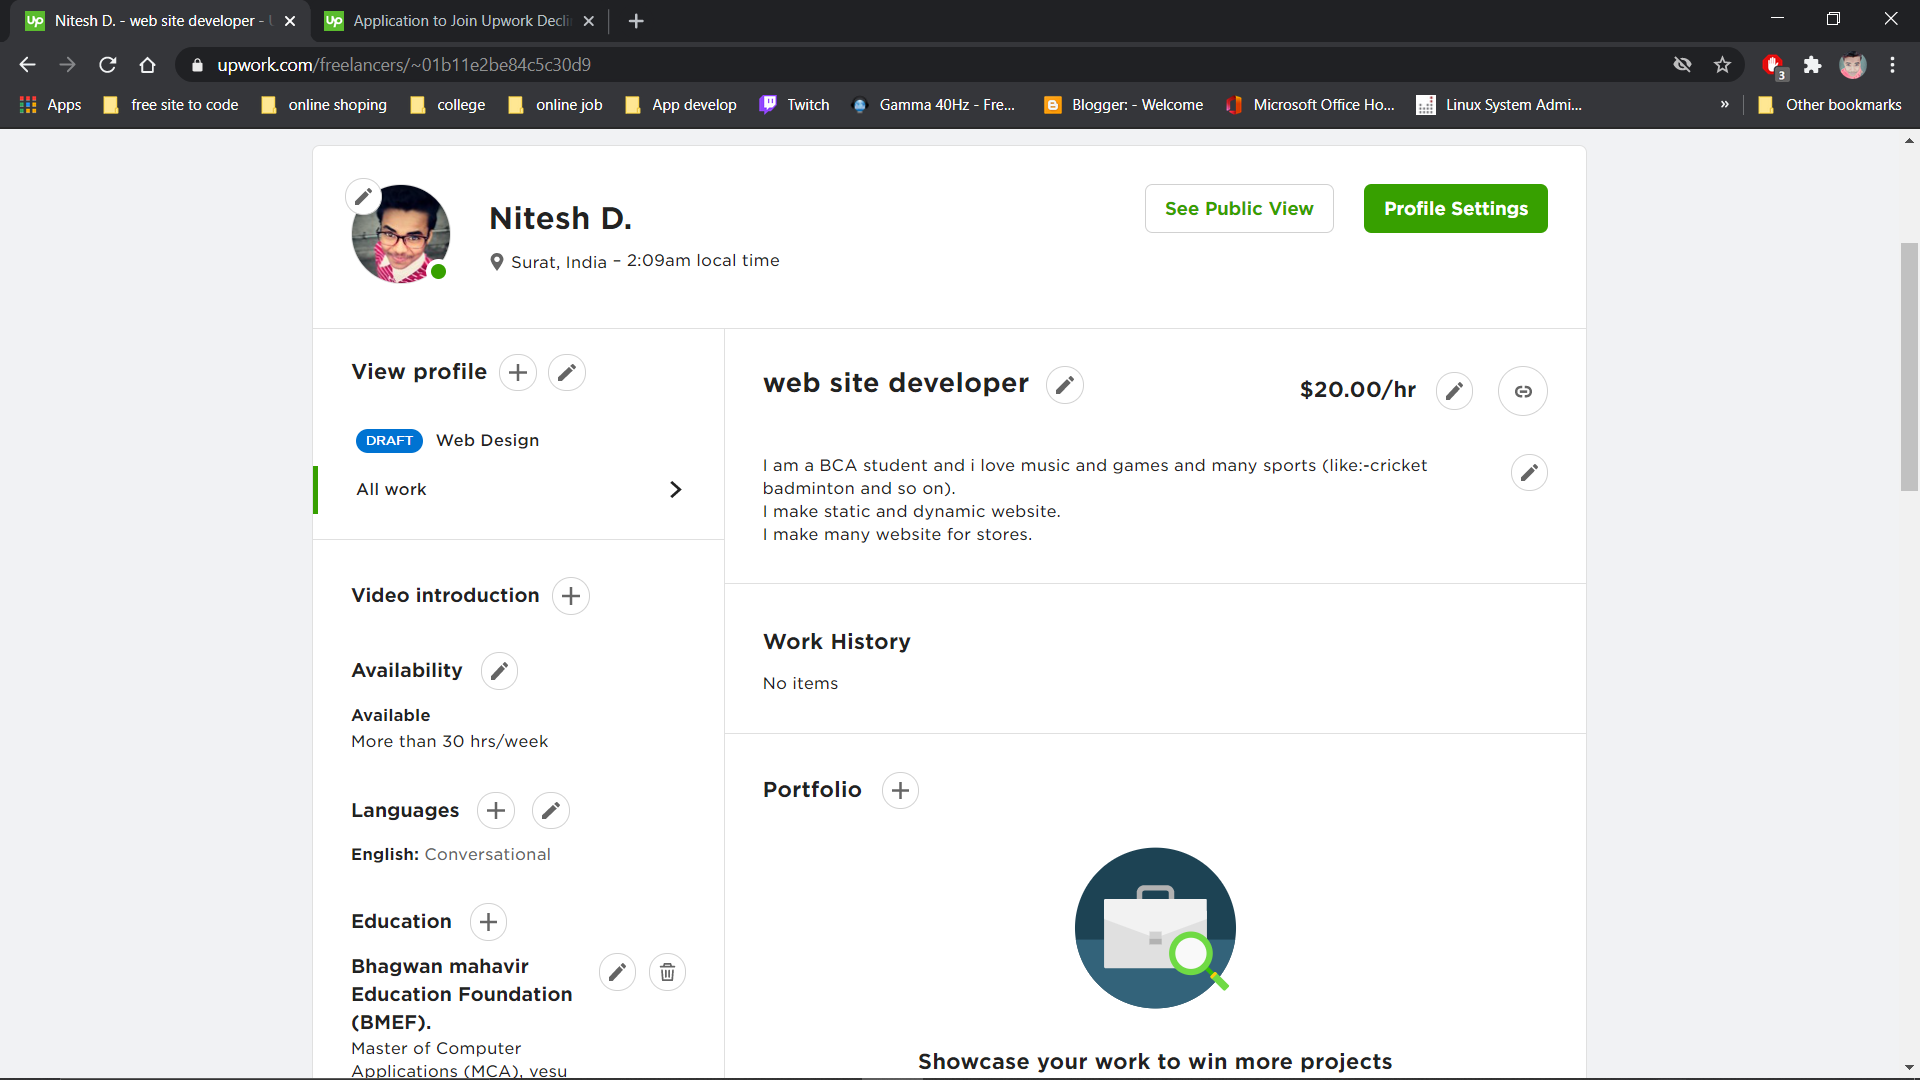 Nitesh D. - web site developer -
Application to Join Upwork Decli
upwork.com/freelancers/~01b11e2be84c5c30d9
3
Apps
free site to code
online shoping
college
online job
App develop
Twitch
Gamma 40Hz - Fre...
Blogger: - Welcome
Microsoft Office Ho...
Linux System Admi...
»
Other bookmarks
Nitesh D.
Surat, India – 2:09am local time
See Public View
Profile Settings
View profile
DRAFT Web Design
All work
Video introduction
Availability
Available
More than 30 hrs/week
Languages
English: Conversational
Education
Bhagwan mahavir
Education Foundation
(BMEF).
Master of Computer
Applications (MCA), vesu
web site developer
$20.00/hr
I am a BCA student and i love music and games and many sports (like:-cricket
badminton and so on).
I make static and dynamic website.
I make many website for stores.
Work History
No items
Portfolio
Showcase your work to win more projects